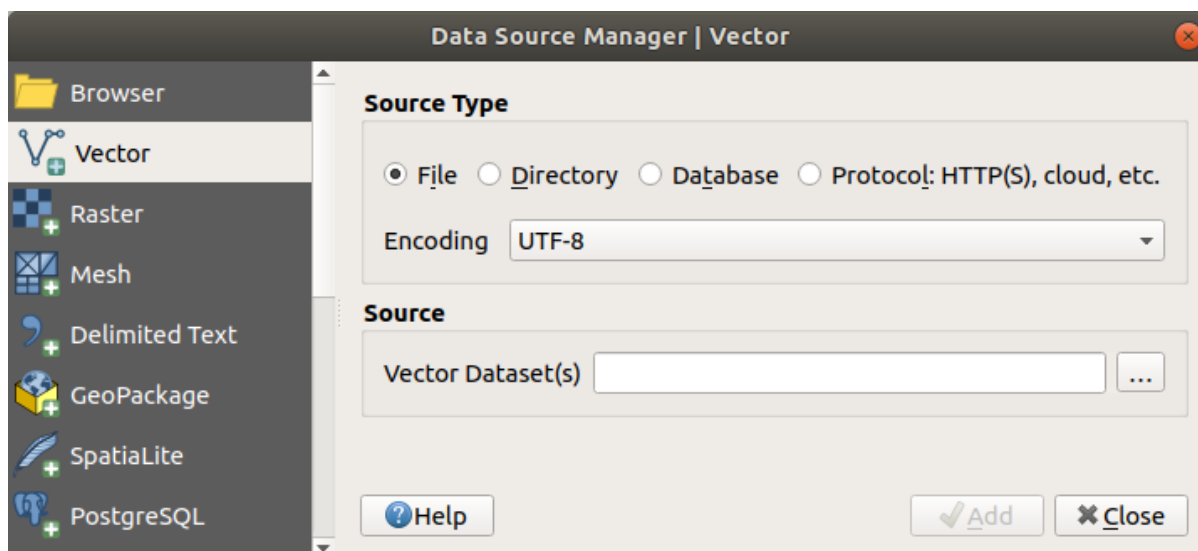 Data Source Manager | Vector
Browser
Vector
Raster
Mesh
Delimited Text
GeoPackage
SpatiaLite
PostgreSQL
Source Type
File Directory Database Protocol: HTTP(S), cloud, etc.
Encoding UTF-8
Source
Vector Dataset(s) ...
Help Add Close